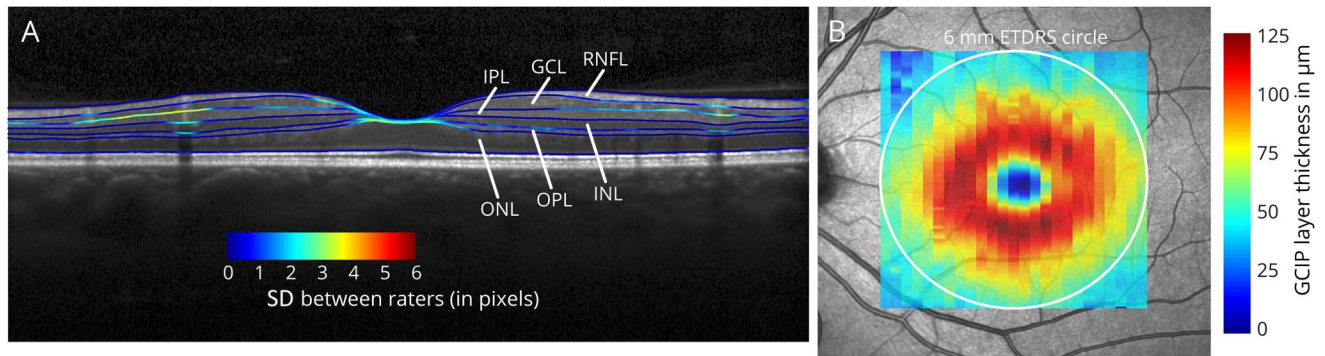 A
IPL
GCL
RNFL
ONL
OPL
INL
0 1 2 3 4 5 6
SD between raters (in pixels)
B
6 mm ETDRS circle
125
100
75
50
25
0
GCIP layer thickness in µm